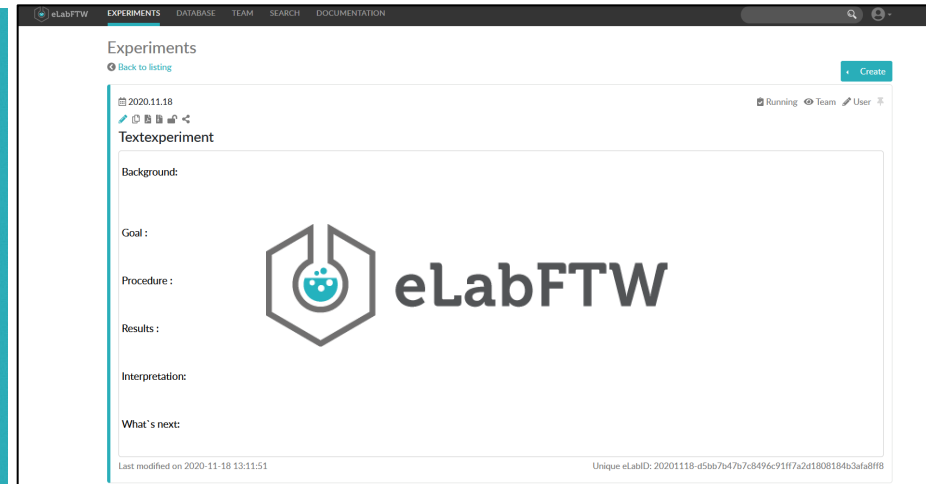 eLabFTW EXPERIMENTS DATABASE TEAM SEARCH DOCUMENTATION
Experiments
Back to listing
Create
2020.11.18 Running Team User
Textexperiment
Background:
Goal :
eLabFTW
Procedure :
Results :
Interpretation:
What`s next:
Last modified on 2020-11-18 13:11:51 Unique eLabID: 20201118-d5bb7b47b7c8496c91ff7a2d1808184b3afa8ff8